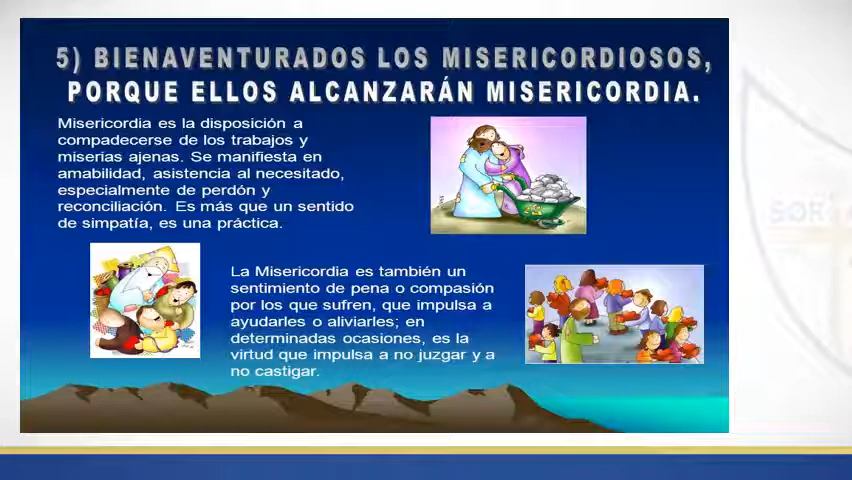 5) BIENAVENTURADOS LOS MISERICORDIOSOS,
PORQUE ELLOS ALCANZARÁN MISERICORDIA.
Misericordia es la disposición a
compadecerse de los trabajos y
miserias ajenas. Se manifiesta en
amabilidad, asistencia al necesitado,
especialmente de perdón y
reconciliación. Es más que un sentido
de simpatía, es una práctica.
La Misericordia es también un
sentimiento de pena o compasión
por los que sufren, que impulsa a
ayudarles o aliviarles; en
determinadas ocasiones, es la
virtud que impulsa a no juzgar y a
no castigar.
SOR